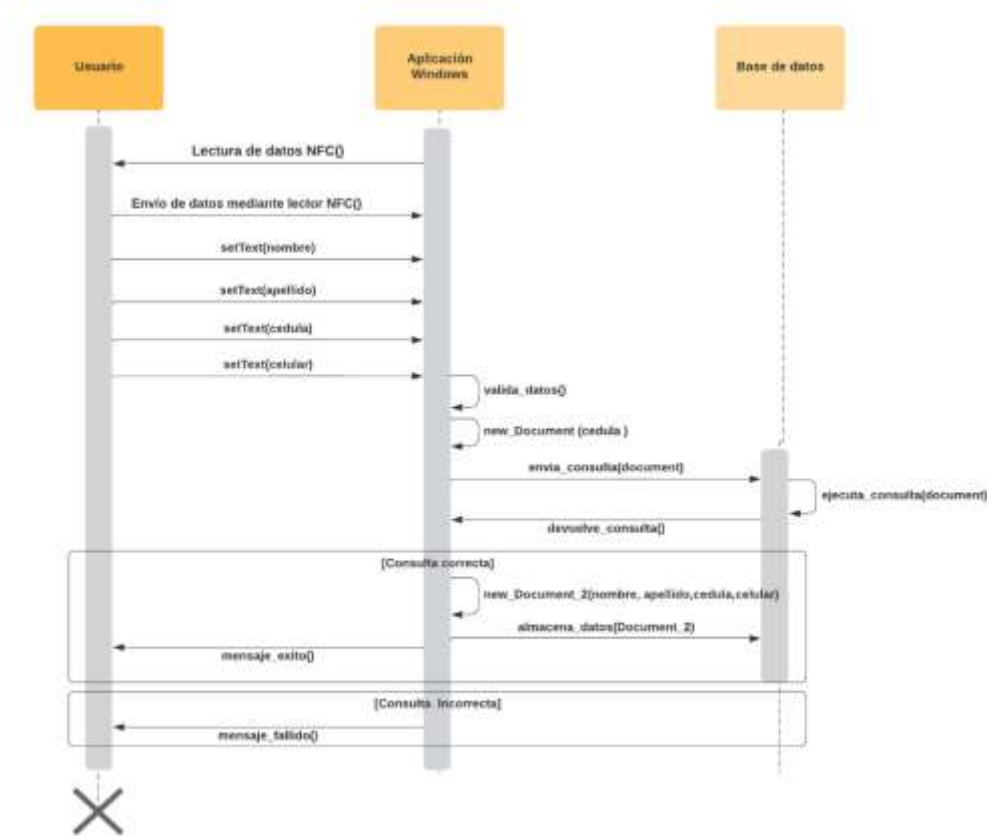 Usuario
Aplicación
Windows
Base de datos
Lectura de datos NFC()
Envío de datos mediante lector NFC()
setText(nombre)
setText(apellido)
setText(cedula)
setText(celular)
valida_datos()
new_Document (cedula )
envia_consulta(document)
ejecuta_consulta(document)
devuelve_consulta()
[Consulta correcta]
new_Document_2(nombre, apellido,cedula,celular)
almacena_datos(Document_2)
mensaje_exito()
[Consulta Incorrecta]
mensaje_fallido()